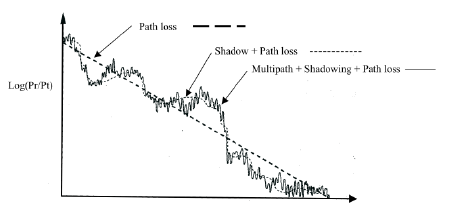 Path loss
Shadow + Path loss
Multipath + Shadowing + Path loss
Log(Pr/Pt)